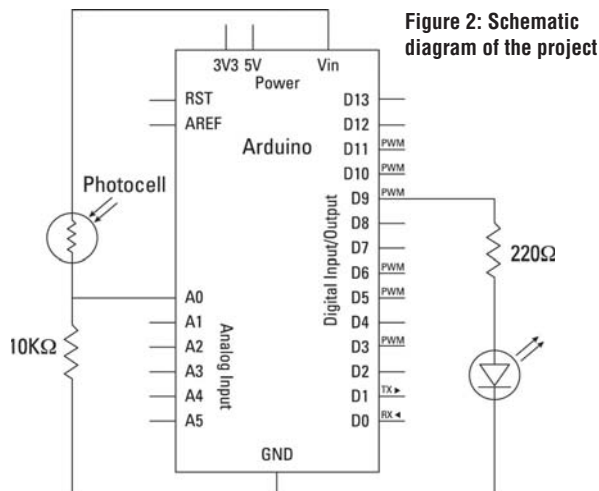 Figure 2: Schematic
diagram of the project
3V3 5V Vin
Power
RST
AREF
Arduino
Photocell
10KΩ
A0
A1
A2
A3
A4
A5
Analog Input
Digital Input/Output
D13
D12
D11 PWM
D10 PWM
D9 PWM
D8
D7
D6 PWM
D5 PWM
D4
D3 PWM
D2
D1 TX ▶
D0 RX ◀
220Ω
GND